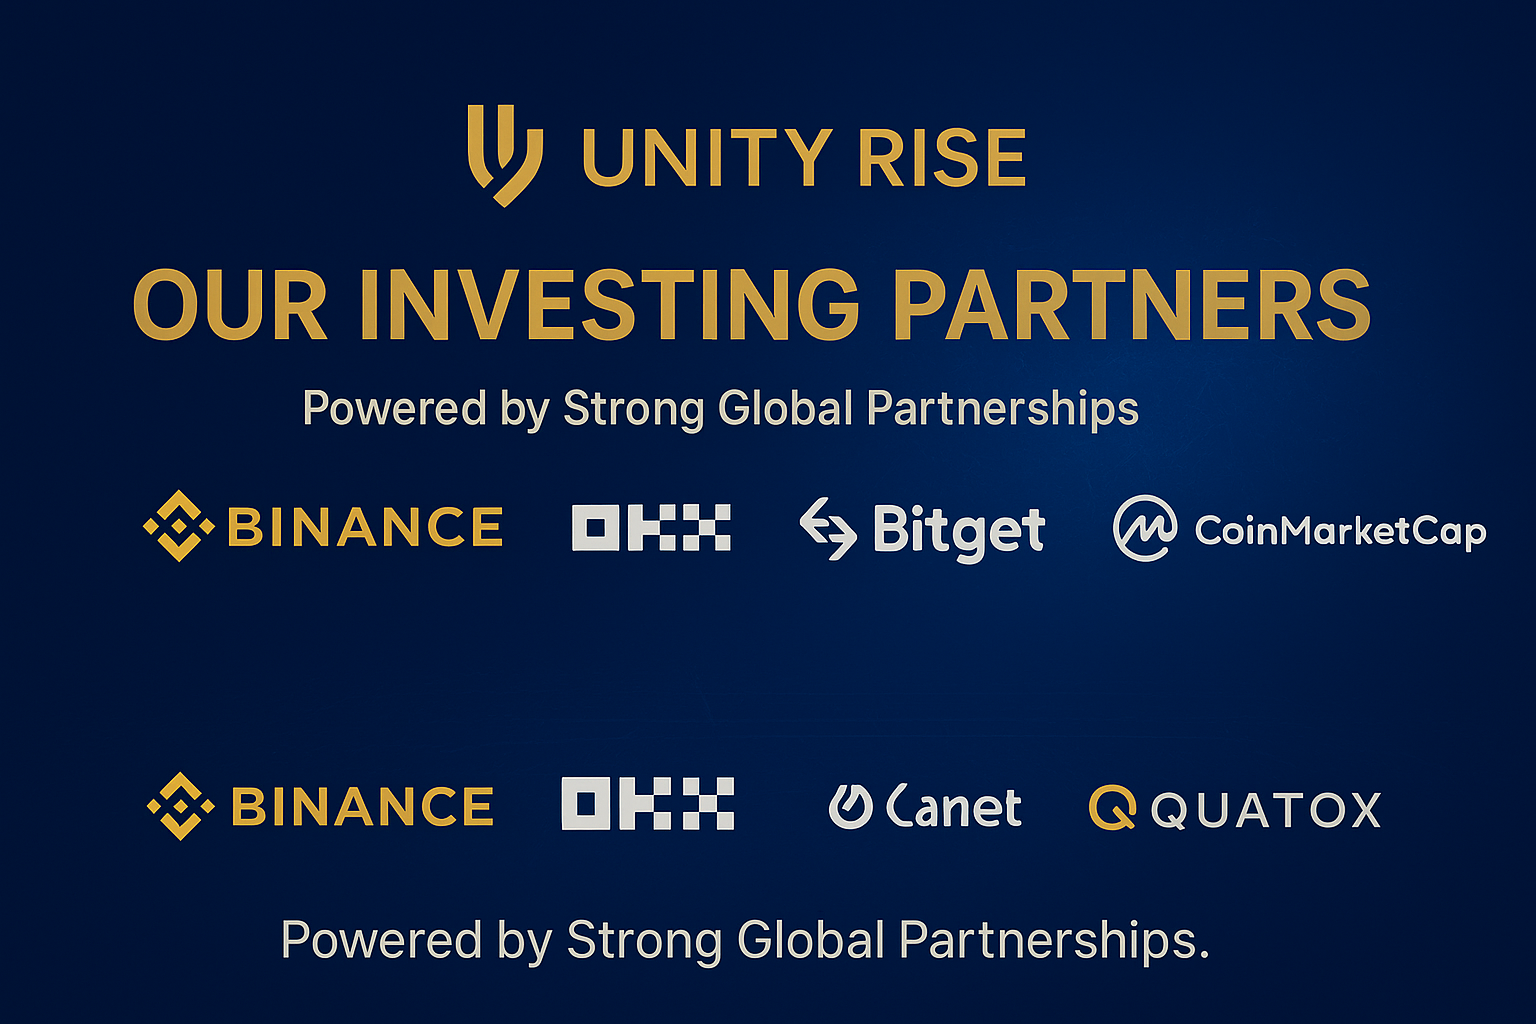 UNITY RISE
OUR INVESTING PARTNERS
Powered by Strong Global Partnerships
BINANCE OKX Bitget CoinMarketCap
BINANCE OKX Canet QUATOX
Powered by Strong Global Partnerships.